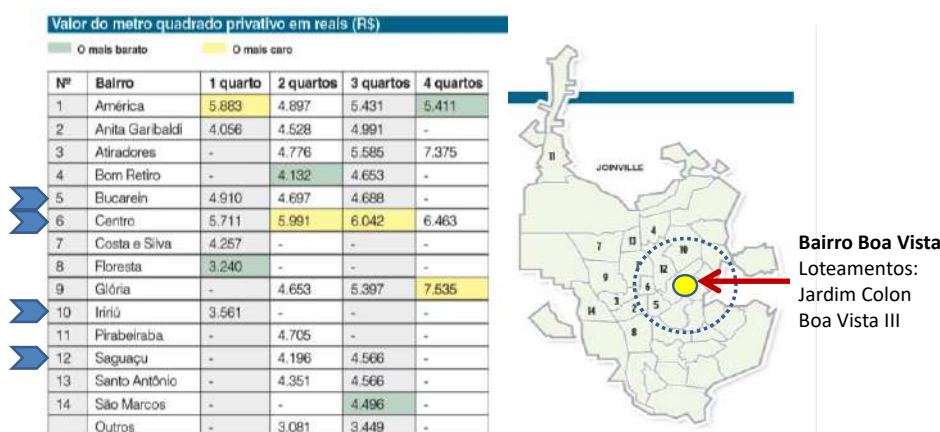 Valor do metro quadrado privativo em reais (R$)
O mais barato O mais caro
Nº Bairro 1 quarto 2 quartos 3 quartos 4 quartos
1 América 5.883 4.897 5.431 5.411
2 Anita Garibaldi 4.056 4.528 4.991 -
3 Atiradores - 4.776 5.585 7.375
4 Bom Retiro - 4.132 4.653 -
5 Bucarein 4.910 4.697 4.688 -
6 Centro 5.711 5.991 6.042 6.463
7 Costa e Silva 4.257 - - -
8 Floresta 3.240 - - -
9 Glória - 4.653 5.397 7.535
10 Iririú 3.561 - - -
11 Pirabeiraba - 4.705 - -
12 Saguaçu - 4.196 4.566 -
13 Santo Antônio - 4.351 4.566 -
14 São Marcos - - 4.496 -
Outros - 3.081 3.449 -
11
JOINVILLE
4
7 13 10
12
9 6
3 2 5
14
8
Bairro Boa Vista
Loteamentos:
Jardim Colon
Boa Vista III